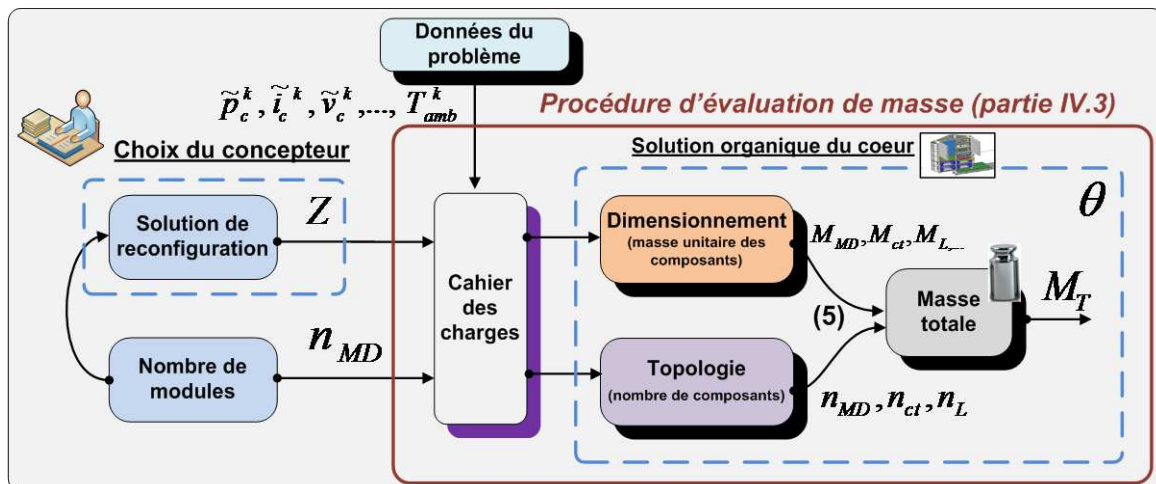 Données du
problème
p̃_c^k, ĩ_c^k, ṽ_c^k, ..., T_amb^k
Procédure d'évaluation de masse (partie IV.3)
Choix du concepteur
Solution organique du coeur
Solution de
reconfiguration
Z
θ
Dimensionnement
(masse unitaire des
composants)
M_MD, M_ct, M_L,...
Cahier
des
charges
(5)
Masse
totale
M_T
Nombre de
modules
n_MD
Topologie
(nombre de composants)
n_MD, n_ct, n_L